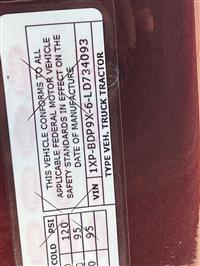 THIS VEHICLE CONFORMS TO ALL
APPLICABLE FEDERAL MOTOR VEHICLE
SAFETY STANDARDS IN EFFECT ON THE
DATE OF MANUFACTURE
VIN 1XP-BDP9X-6-LD734093
TYPE VEH. TRUCK TRACTOR
COLD PSI
120
95
95